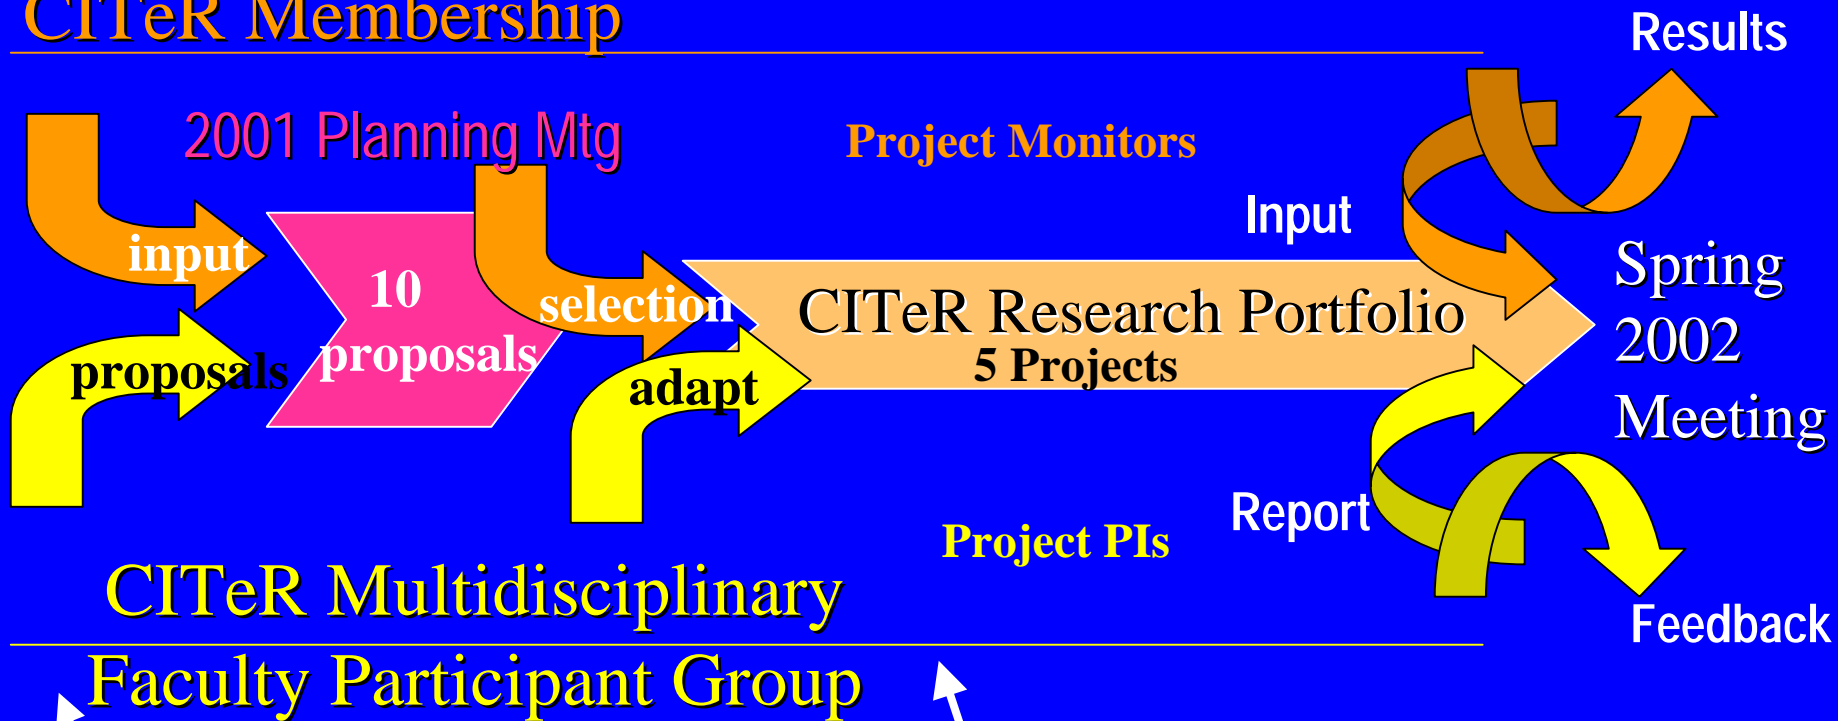 CITeR Membership
Results
2001 Planning Mtg
Project Monitors
Input
input
10
proposals
selection
proposals
adapt
CITeR Research Portfolio
5 Projects
Spring
2002
Meeting
Report
Project PIs
CITeR Multidisciplinary
Feedback
Faculty Participant Group